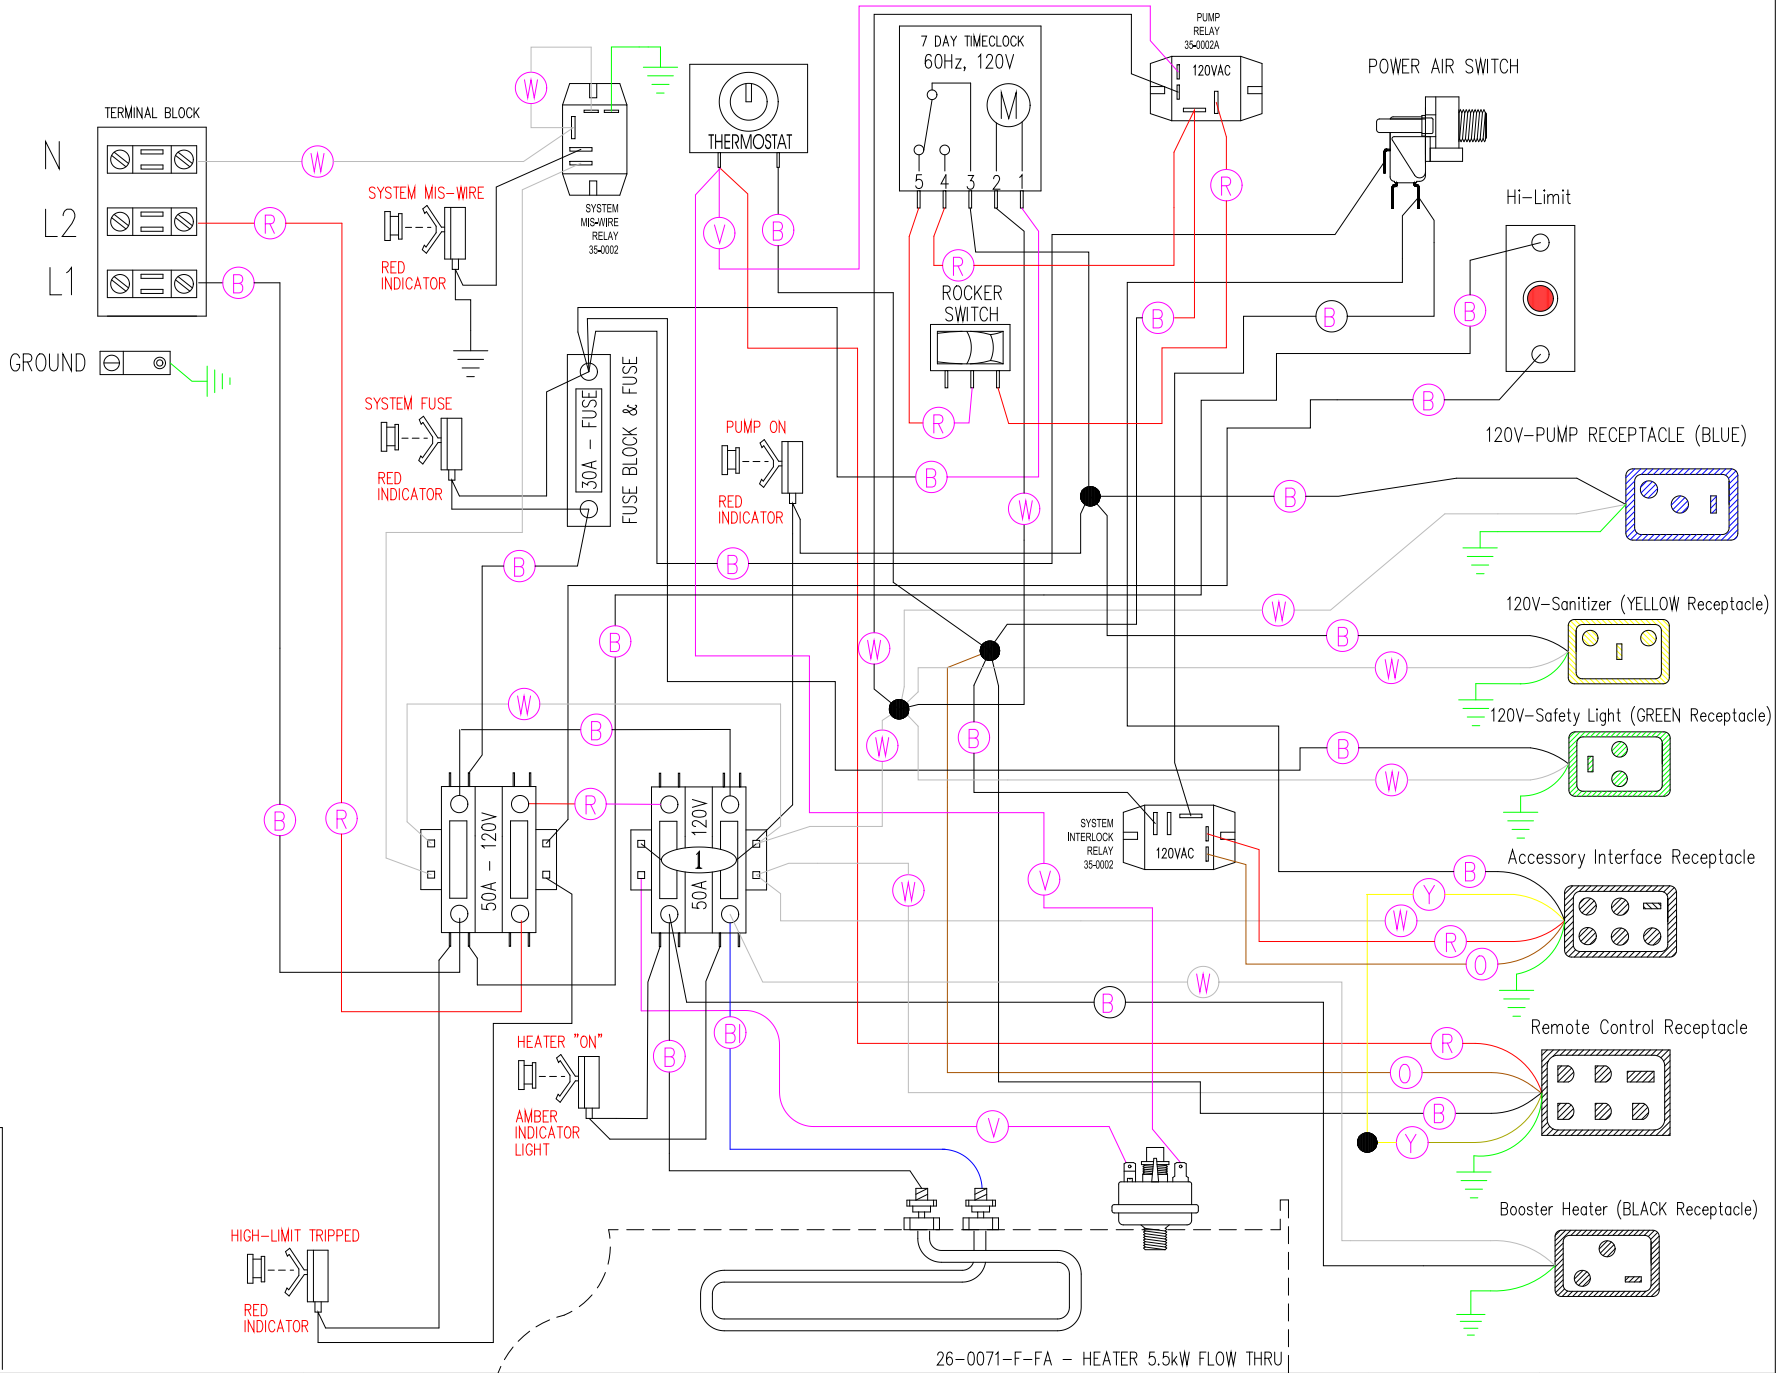 TERMINAL BLOCK
N
L2
L1
GROUND
W
R
B
W
SYSTEM MIS-WIRE
RED
INDICATOR
SYSTEM
MIS-WIRE
RELAY
35-0002
THERMOSTAT
V
B
7 DAY TIMECLOCK
60Hz, 120V
M
5 4 3 2 1
PUMP
RELAY
35-0002A
120VAC
R
R
ROCKER
SWITCH
R
B
B
POWER AIR SWITCH
B
Hi-Limit
B
B
SYSTEM FUSE
RED
INDICATOR
30A - FUSE
FUSE BLOCK & FUSE
PUMP ON
RED
INDICATOR
B
B
W
B
W
B
120V-PUMP RECEPTACLE (BLUE)
W
120V-Sanitizer (YELLOW Receptacle)
B
W
120V-Safety Light (GREEN Receptacle)
B
W
W
B
W
B
B
R
R
50A - 120V
50A 120V
1
SYSTEM
INTERLOCK
RELAY
35-0002
120VAC
V
W
Accessory Interface Receptacle
B
Y
W
R
O
W
B
B
Bl
Remote Control Receptacle
R
O
B
Y
V
HEATER "ON"
AMBER
INDICATOR
LIGHT
Booster Heater (BLACK Receptacle)
HIGH-LIMIT TRIPPED
RED
INDICATOR
26-0071-F-FA - HEATER 5.5kW FLOW THRU